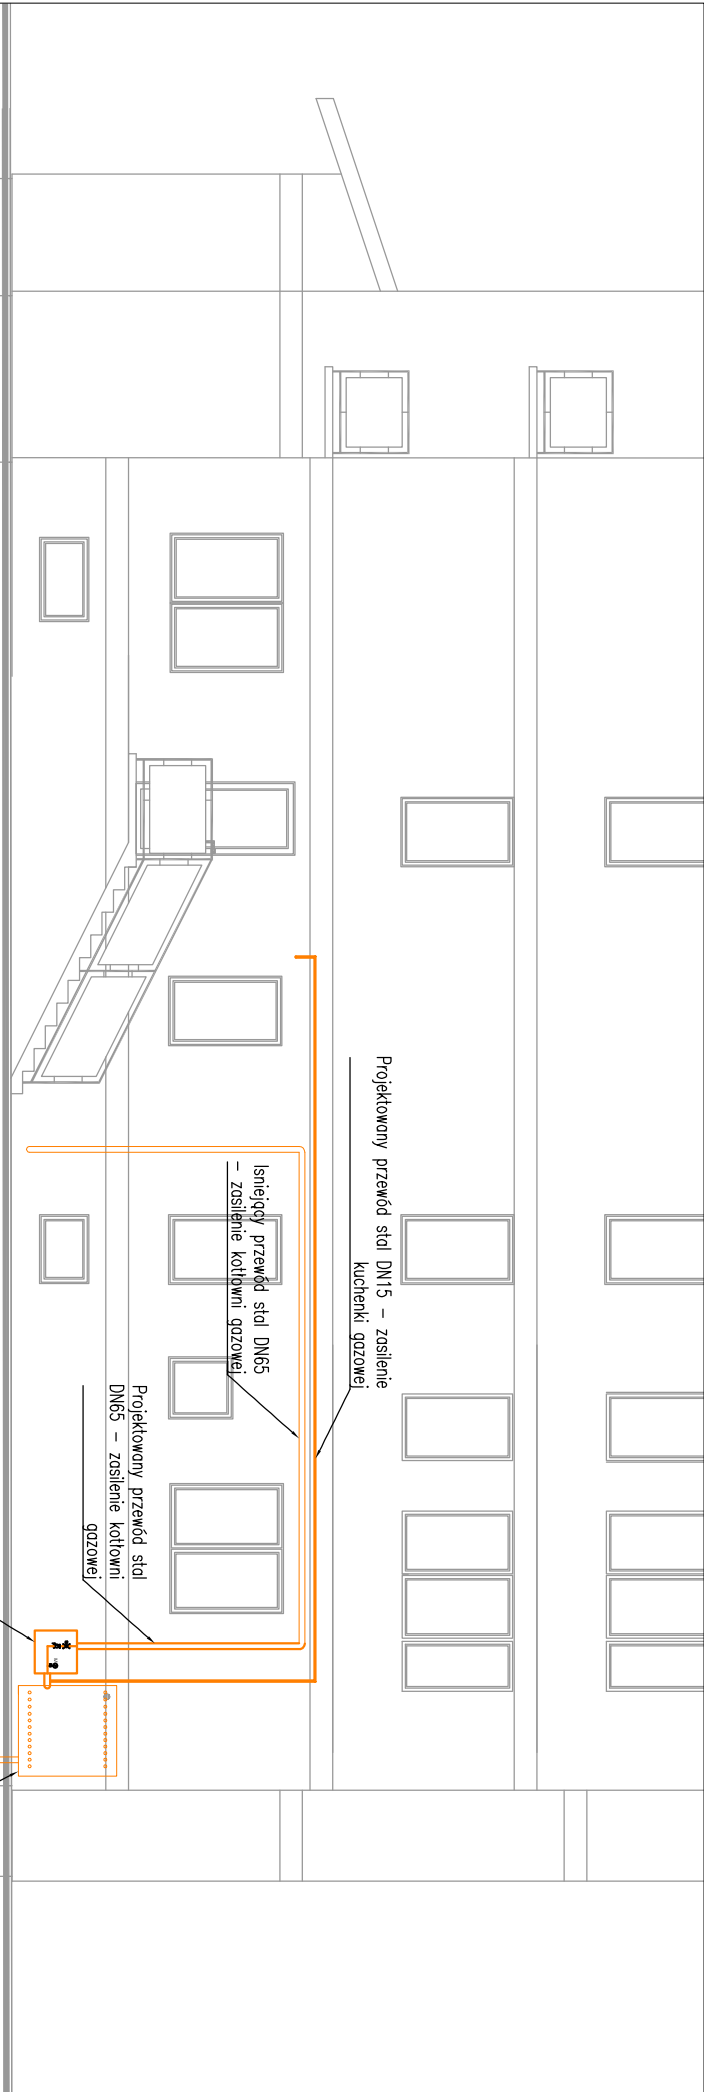 Projektowany przewód stal DN15 – zasilenie
kuchenki gazowej
Isniejący przewód stal DN65
– zasilenie kotłowni gazowej
Projektowany przewód stal
DN65 – zasilenie kotłowni
gazowej